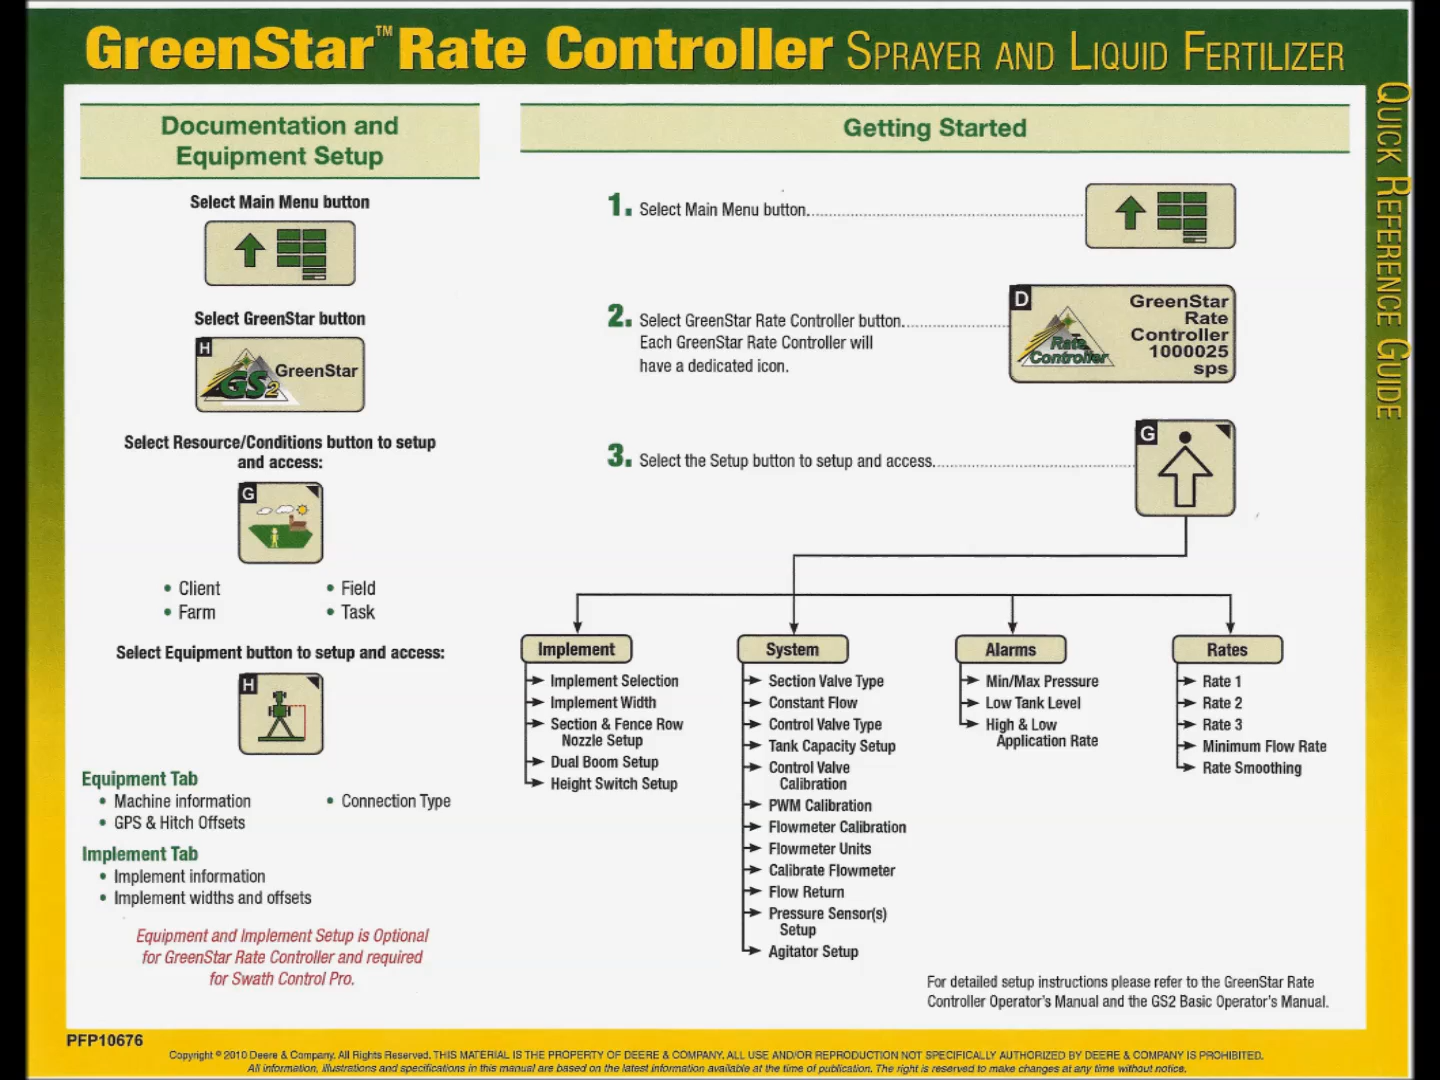 GreenStar™ Rate Controller SPRAYER AND LIQUID FERTILIZER
QUICK REFERENCE GUIDE
Documentation and
Equipment Setup
Select Main Menu button
Select GreenStar button
H
GS2
GreenStar
Select Resource/Conditions button to setup
and access:
G
• Client
• Farm
• Field
• Task
Select Equipment button to setup and access:
H
Equipment Tab
• Machine information
• GPS & Hitch Offsets
• Connection Type
Implement Tab
• Implement information
• Implement widths and offsets
Equipment and Implement Setup is Optional
for GreenStar Rate Controller and required
for Swath Control Pro.
Getting Started
1. Select Main Menu button
2. Select GreenStar Rate Controller button.
Each GreenStar Rate Controller will
have a dedicated icon.
D
Rate
Controller
GreenStar
Rate
Controller
1000025
sps
3. Select the Setup button to setup and access.
G
Implement
Implement Selection
Implement Width
Section & Fence Row
Nozzle Setup
Dual Boom Setup
Height Switch Setup
System
Section Valve Type
Constant Flow
Control Valve Type
Tank Capacity Setup
Control Valve
Calibration
PWM Calibration
Flowmeter Calibration
Flowmeter Units
Calibrate Flowmeter
Flow Return
Pressure Sensor(s)
Setup
Agitator Setup
Alarms
Min/Max Pressure
Low Tank Level
High & Low
Application Rate
Rates
Rate 1
Rate 2
Rate 3
Minimum Flow Rate
Rate Smoothing
For detailed setup instructions please refer to the GreenStar Rate
Controller Operator's Manual and the GS2 Basic Operator's Manual.
PFP10676
Copyright © 2010 Deere & Company. All Rights Reserved. THIS MATERIAL IS THE PROPERTY OF DEERE & COMPANY. ALL USE AND/OR REPRODUCTION NOT SPECIFICALLY AUTHORIZED BY DEERE & COMPANY IS PROHIBITED.
All information, illustrations and specifications in this manual are based on the latest information available at the time of publication. The right is reserved to make changes at any time without notice.